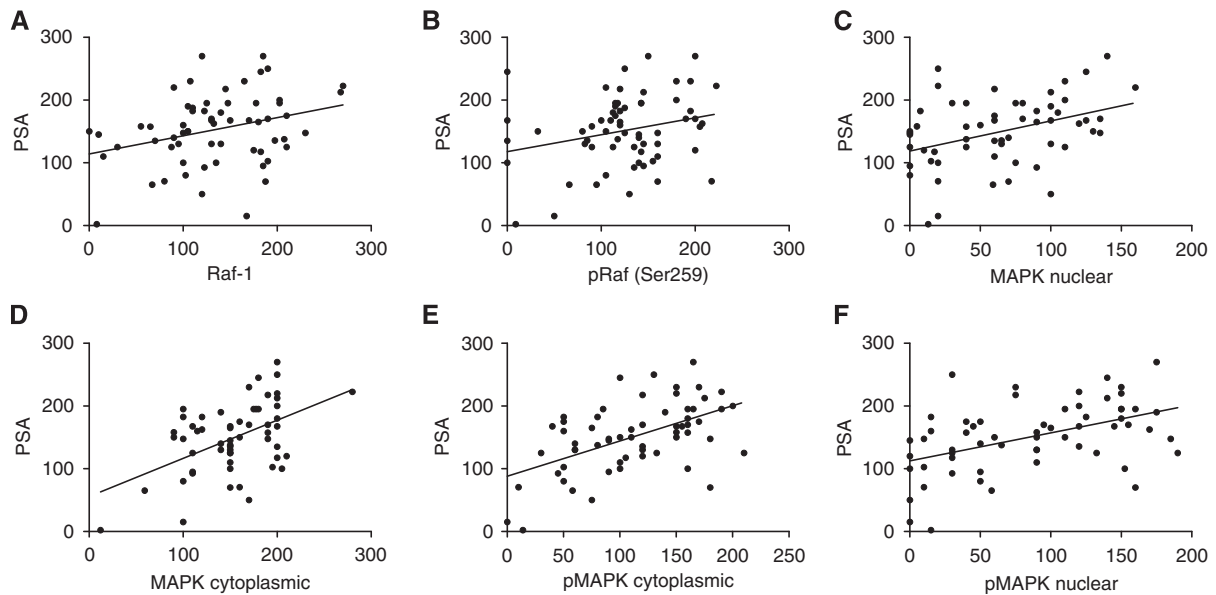 A
PSA
300
200
100
0
0 100 200 300
Raf-1
B
PSA
300
200
100
0
0 100 200 300
pRaf (Ser259)
C
PSA
300
200
100
0
0 50 100 150 200
MAPK nuclear
D
PSA
300
200
100
0
0 100 200 300
MAPK cytoplasmic
E
PSA
300
200
100
0
0 50 100 150 200 250
pMAPK cytoplasmic
F
PSA
300
200
100
0
0 50 100 150 200
pMAPK nuclear